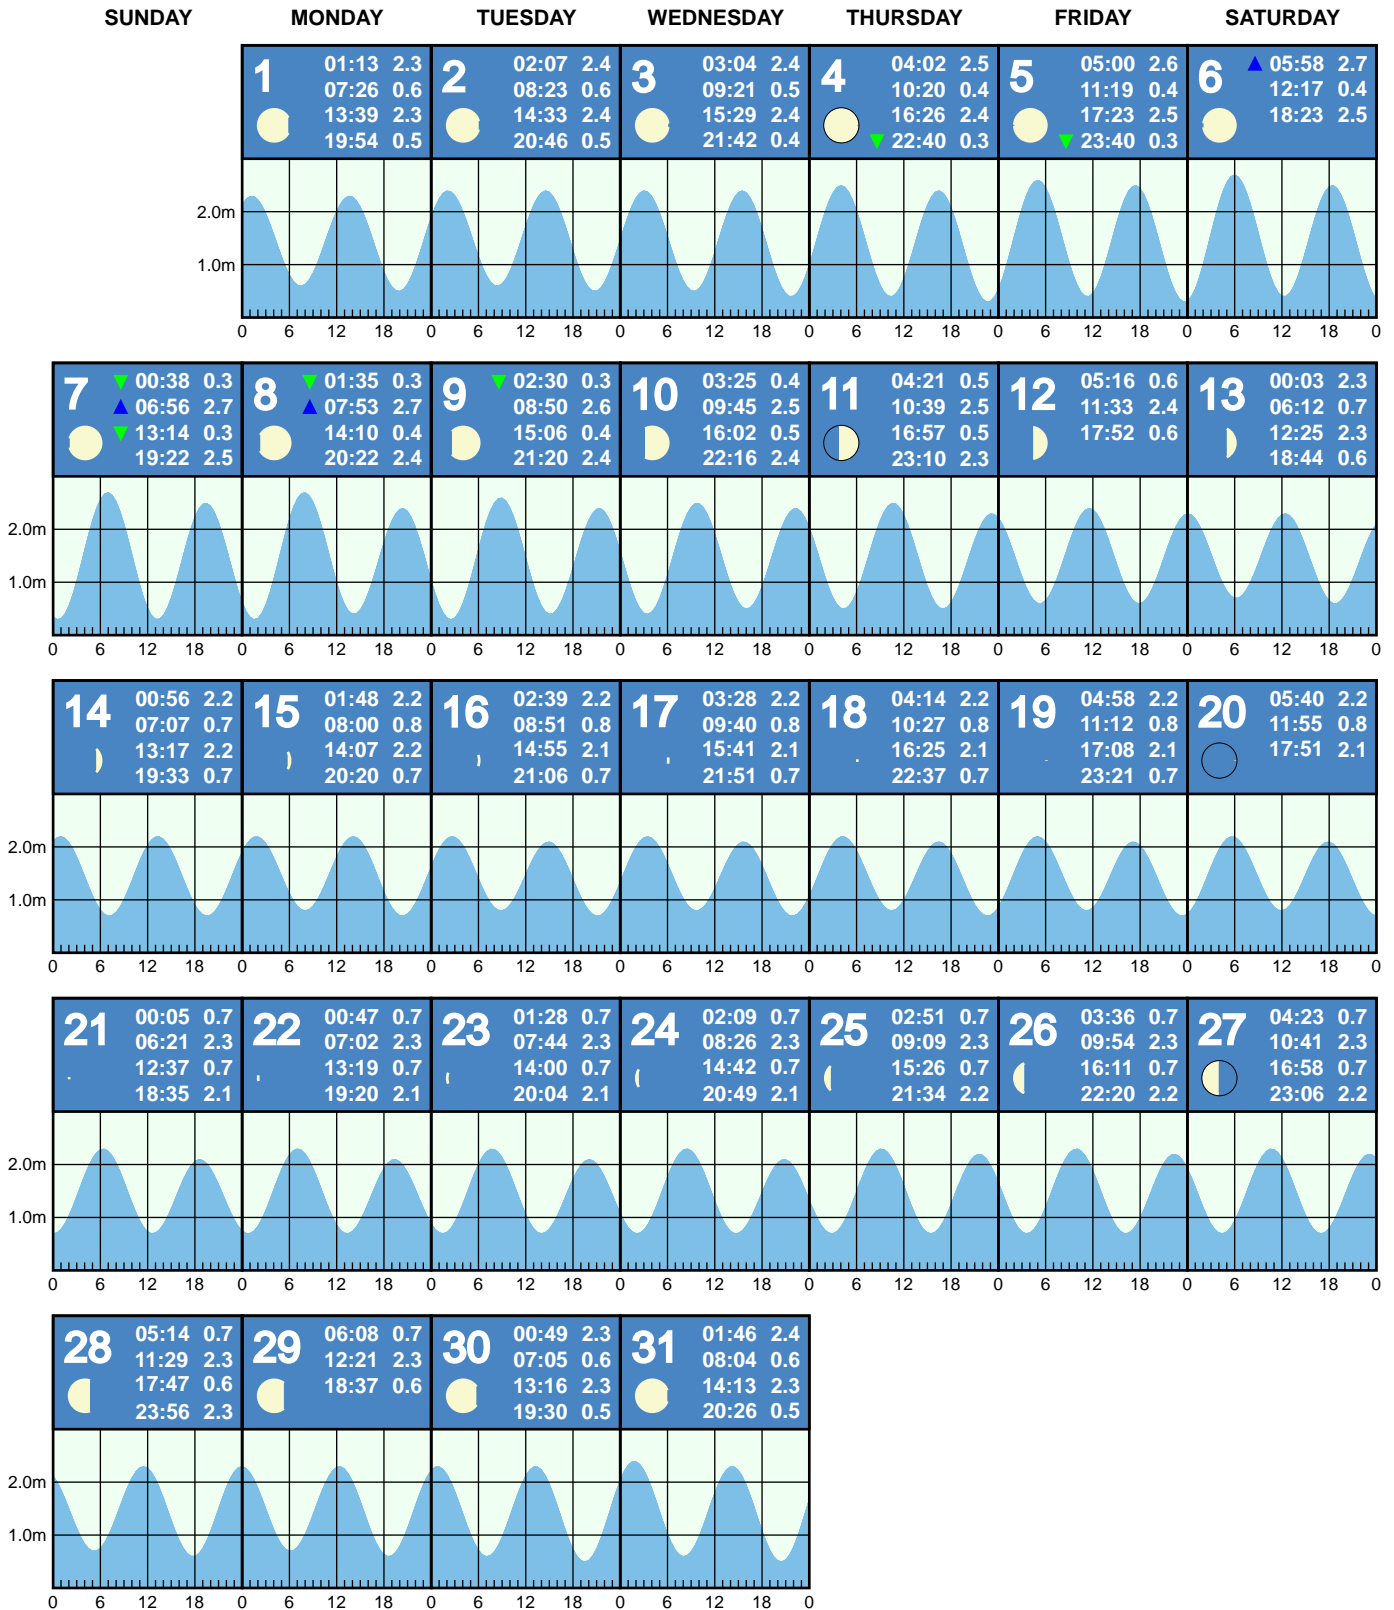 SUNDAY MONDAY TUESDAY WEDNESDAY THURSDAY FRIDAY SATURDAY
1 01:13 2.3
07:26 0.6
13:39 2.3
19:54 0.5
2 02:07 2.4
08:23 0.6
14:33 2.4
20:46 0.5
3 03:04 2.4
09:21 0.5
15:29 2.4
21:42 0.4
4 04:02 2.5
10:20 0.4
16:26 2.4
22:40 0.3
5 05:00 2.6
11:19 0.4
17:23 2.5
23:40 0.3
6 05:58 2.7
12:17 0.4
18:23 2.5
2.0m
1.0m
0 6 12 18 0 6 12 18 0 6 12 18 0 6 12 18 0 6 12 18 0 6 12 18 0
7 00:38 0.3
06:56 2.7
13:14 0.3
19:22 2.5
8 01:35 0.3
07:53 2.7
14:10 0.4
20:22 2.4
9 02:30 0.3
08:50 2.6
15:06 0.4
21:20 2.4
10 03:25 0.4
09:45 2.5
16:02 0.5
22:16 2.4
11 04:21 0.5
10:39 2.5
16:57 0.5
23:10 2.3
12 05:16 0.6
11:33 2.4
17:52 0.6
13 00:03 2.3
06:12 0.7
12:25 2.3
18:44 0.6
2.0m
1.0m
0 6 12 18 0 6 12 18 0 6 12 18 0 6 12 18 0 6 12 18 0 6 12 18 0 6 12 18 0
14 00:56 2.2
07:07 0.7
13:17 2.2
19:33 0.7
15 01:48 2.2
08:00 0.8
14:07 2.2
20:20 0.7
16 02:39 2.2
08:51 0.8
14:55 2.1
21:06 0.7
17 03:28 2.2
09:40 0.8
15:41 2.1
21:51 0.7
18 04:14 2.2
10:27 0.8
16:25 2.1
22:37 0.7
19 04:58 2.2
11:12 0.8
17:08 2.1
23:21 0.7
20 05:40 2.2
11:55 0.8
17:51 2.1
2.0m
1.0m
0 6 12 18 0 6 12 18 0 6 12 18 0 6 12 18 0 6 12 18 0 6 12 18 0 6 12 18 0
21 00:05 0.7
06:21 2.3
12:37 0.7
18:35 2.1
22 00:47 0.7
07:02 2.3
13:19 0.7
19:20 2.1
23 01:28 0.7
07:44 2.3
14:00 0.7
20:04 2.1
24 02:09 0.7
08:26 2.3
14:42 0.7
20:49 2.1
25 02:51 0.7
09:09 2.3
15:26 0.7
21:34 2.2
26 03:36 0.7
09:54 2.3
16:11 0.7
22:20 2.2
27 04:23 0.7
10:41 2.3
16:58 0.7
23:06 2.2
2.0m
1.0m
0 6 12 18 0 6 12 18 0 6 12 18 0 6 12 18 0 6 12 18 0 6 12 18 0 6 12 18 0
28 05:14 0.7
11:29 2.3
17:47 0.6
23:56 2.3
29 06:08 0.7
12:21 2.3
18:37 0.6
30 00:49 2.3
07:05 0.6
13:16 2.3
19:30 0.5
31 01:46 2.4
08:04 0.6
14:13 2.3
20:26 0.5
2.0m
1.0m
0 6 12 18 0 6 12 18 0 6 12 18 0 6 12 18 0